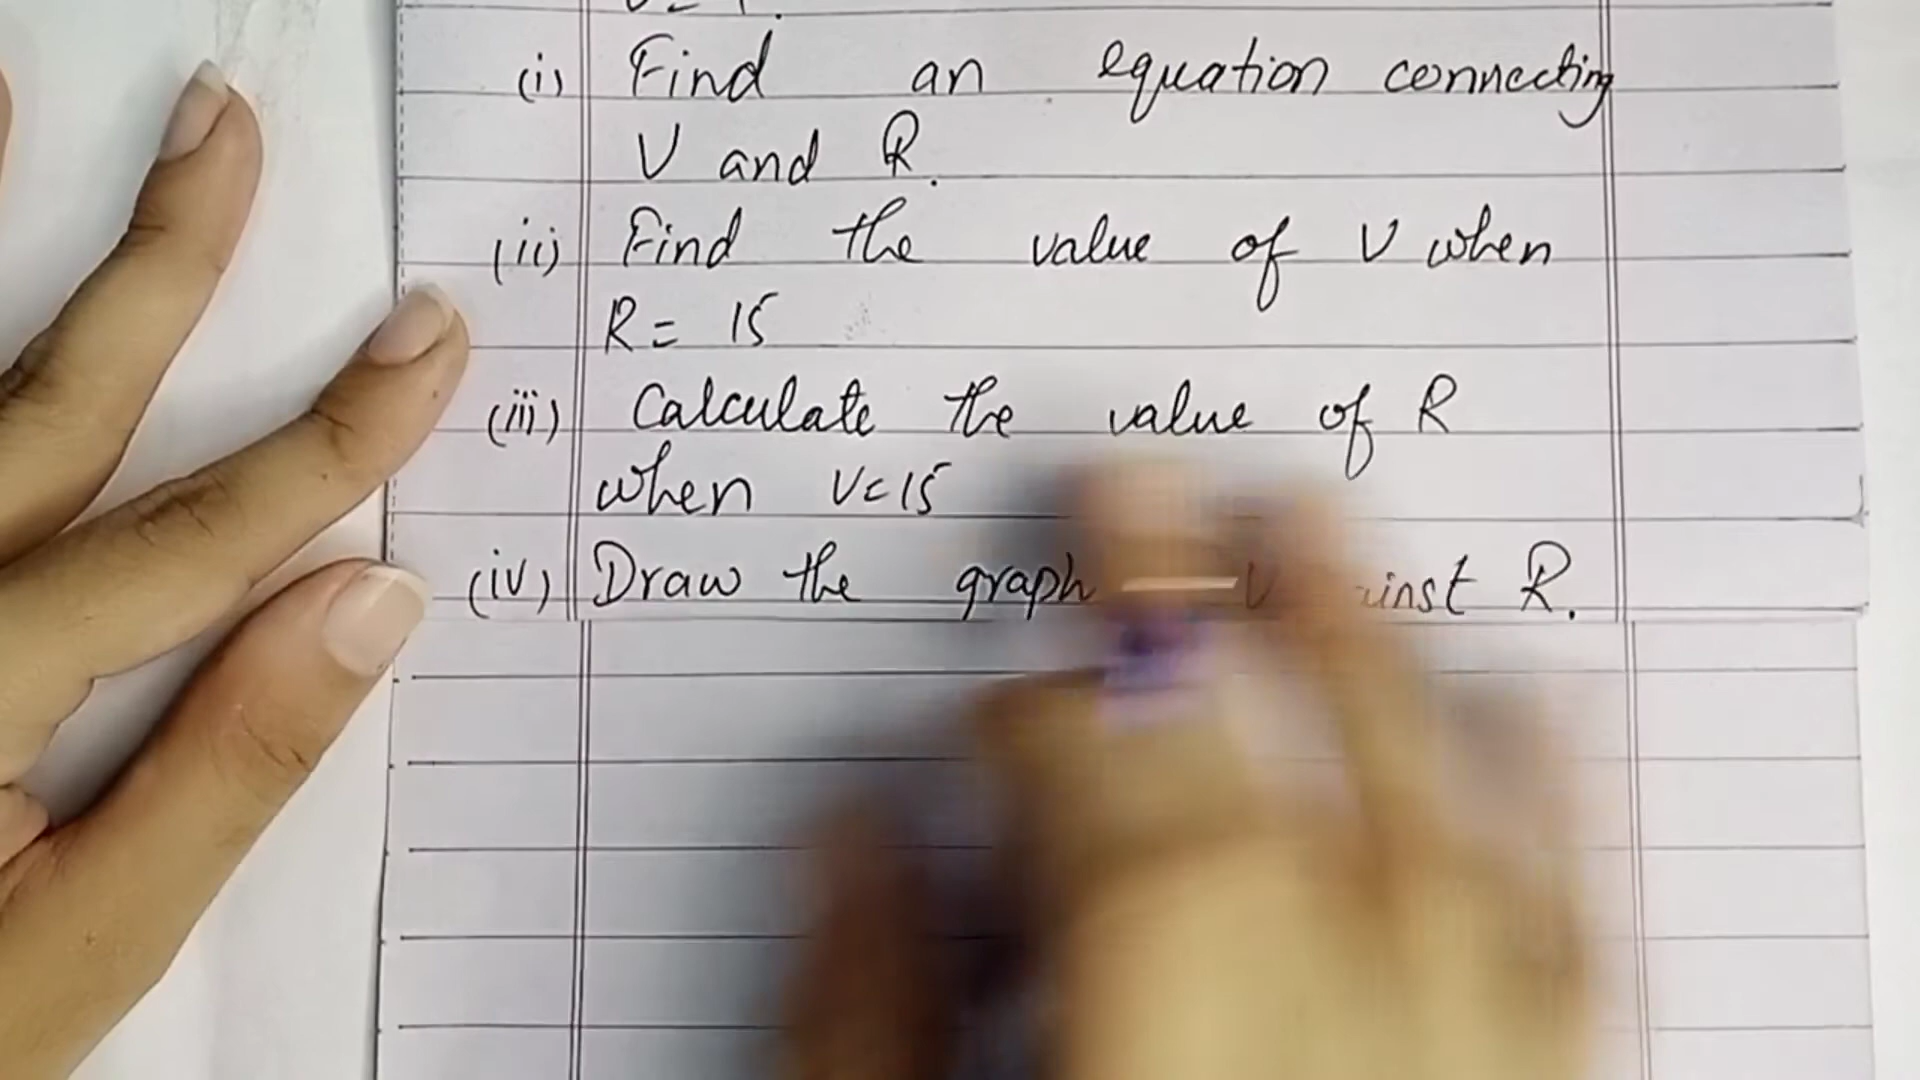 (i) Find an equation connecting
V and R.
(ii) Find the value of V when
R = 15
(iii) Calculate the value of R
when V=15
(iv) Draw the graph V R.